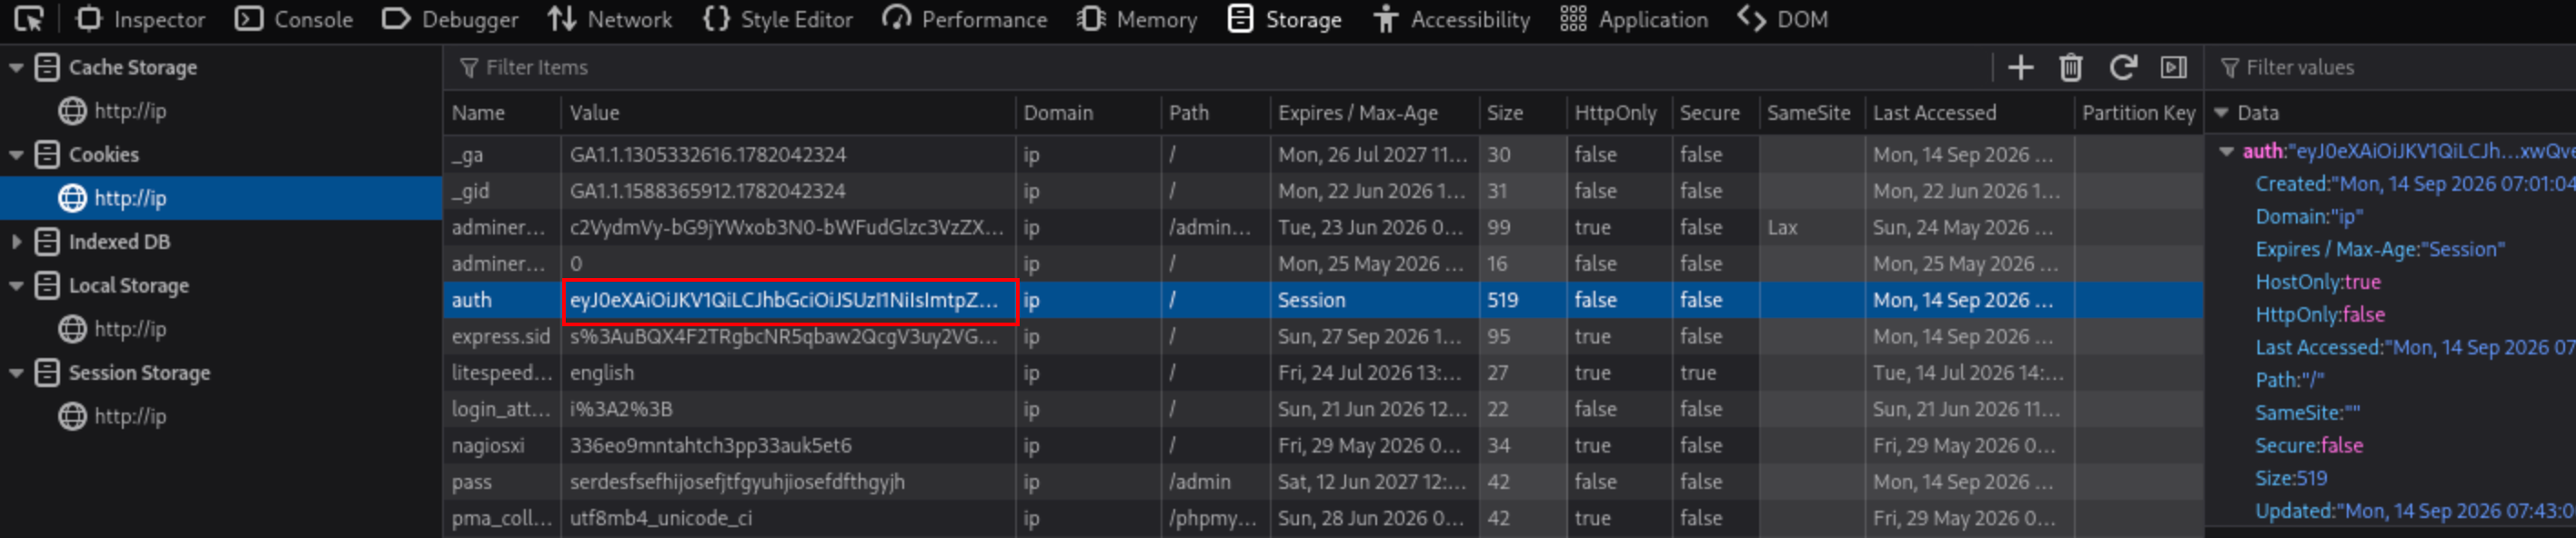 Inspector Console Debugger Network Style Editor Performance Memory Storage Accessibility Application DOM
Cache Storage
http://ip
Cookies
http://ip
Indexed DB
Local Storage
http://ip
Session Storage
http://ip
Filter Items
Name Value Domain Path Expires / Max-Age Size HttpOnly Secure SameSite Last Accessed Partition Key
_ga GA1.1.1305332616.1782042324 ip / Mon, 26 Jul 2027 11... 30 false false Mon, 14 Sep 2026 ...
_gid GA1.1.1588365912.1782042324 ip / Mon, 22 Jun 2026 1... 31 false false Mon, 22 Jun 2026 1...
adminer... c2VydmVy-bG9jYWxob3N0-bWFudGlzc3VzZX... ip /admin... Tue, 23 Jun 2026 0... 99 true false Lax Sun, 24 May 2026 ...
adminer... 0 ip / Mon, 25 May 2026 ... 16 false false Mon, 25 May 2026 ...
auth eyJ0eXAiOiJKV1QiLCJhbGciOiJSUzI1NiIsImtpZ... ip / Session 519 false false Mon, 14 Sep 2026 ...
express.sid s%3AuBQX4F2TRgbcNR5qbaw2QcgV3uy2VG... ip / Sun, 27 Sep 2026 1... 95 true false Mon, 14 Sep 2026 ...
litespeed... english ip / Fri, 24 Jul 2026 13:... 27 true true Tue, 14 Jul 2026 14:...
login_att... i%3A2%3B ip / Sun, 21 Jun 2026 12... 22 false false Sun, 21 Jun 2026 11...
nagiosxi 336eo9mntahtch3pp33auk5et6 ip / Fri, 29 May 2026 0... 34 true false Fri, 29 May 2026 0...
pass serdesfsefhijosefjtfgyuhjiosefdfthgyjh ip /admin Sat, 12 Jun 2027 12:... 42 false false Mon, 14 Sep 2026 ...
pma_coll... utf8mb4_unicode_ci ip /phpmy... Sun, 28 Jun 2026 0... 42 true false Fri, 29 May 2026 0...
Filter values
Data
auth:"eyJ0eXAiOiJKV1QiLCJh...xwQve
Created:"Mon, 14 Sep 2026 07:01:04
Domain:"ip"
Expires / Max-Age:"Session"
HostOnly:true
HttpOnly:false
Last Accessed:"Mon, 14 Sep 2026 07
Path:"/"
SameSite:""
Secure:false
Size:519
Updated:"Mon, 14 Sep 2026 07:43:0